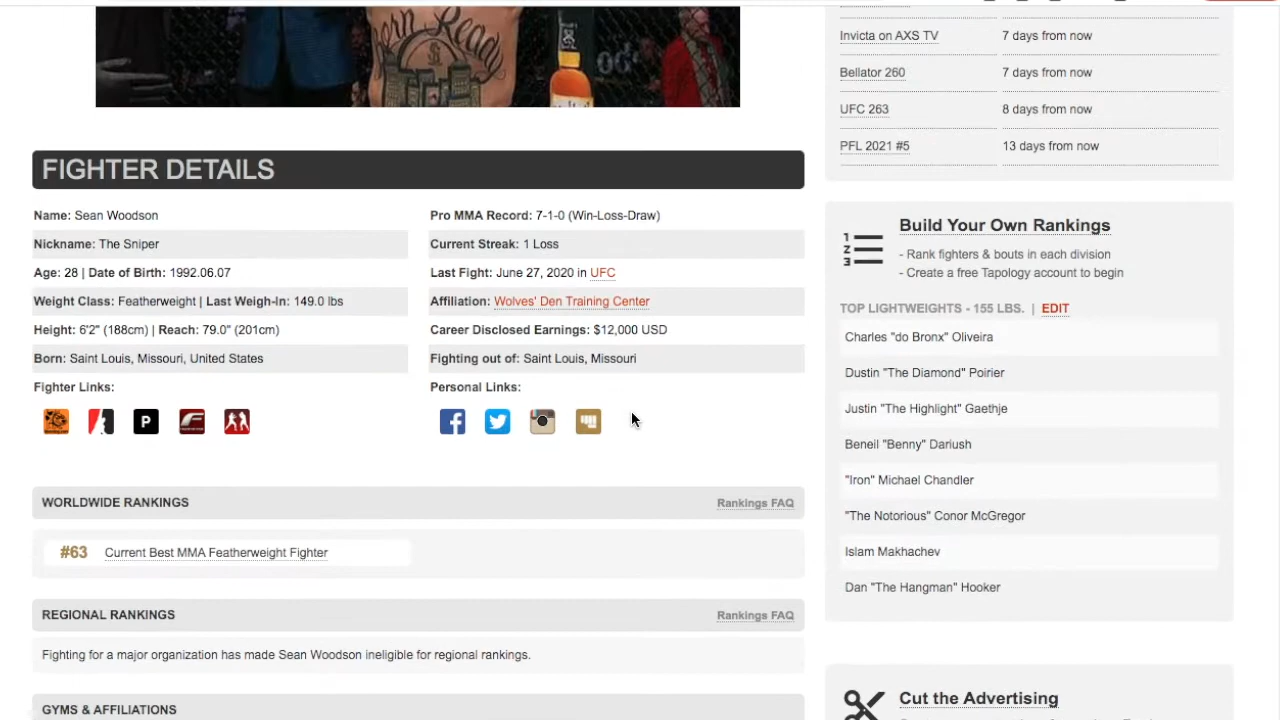 Invicta on AXS TV 7 days from now
Bellator 260 7 days from now
UFC 263 8 days from now
PFL 2021 #5 13 days from now
FIGHTER DETAILS
Name: Sean Woodson
Nickname: The Sniper
Age: 28 | Date of Birth: 1992.06.07
Weight Class: Featherweight | Last Weigh-In: 149.0 lbs
Height: 6'2" (188cm) | Reach: 79.0" (201cm)
Born: Saint Louis, Missouri, United States
Fighter Links:
P
Pro MMA Record: 7-1-0 (Win-Loss-Draw)
Current Streak: 1 Loss
Last Fight: June 27, 2020 in UFC
Affiliation: Wolves' Den Training Center
Career Disclosed Earnings: $12,000 USD
Fighting out of: Saint Louis, Missouri
Personal Links:
WORLDWIDE RANKINGS Rankings FAQ
#63 Current Best MMA Featherweight Fighter
REGIONAL RANKINGS Rankings FAQ
Fighting for a major organization has made Sean Woodson ineligible for regional rankings.
GYMS & AFFILIATIONS
1
2
3
Build Your Own Rankings
- Rank fighters & bouts in each division
- Create a free Tapology account to begin
TOP LIGHTWEIGHTS - 155 LBS. | EDIT
Charles "do Bronx" Oliveira
Dustin "The Diamond" Poirier
Justin "The Highlight" Gaethje
Beneil "Benny" Dariush
"Iron" Michael Chandler
"The Notorious" Conor McGregor
Islam Makhachev
Dan "The Hangman" Hooker
Cut the Advertising